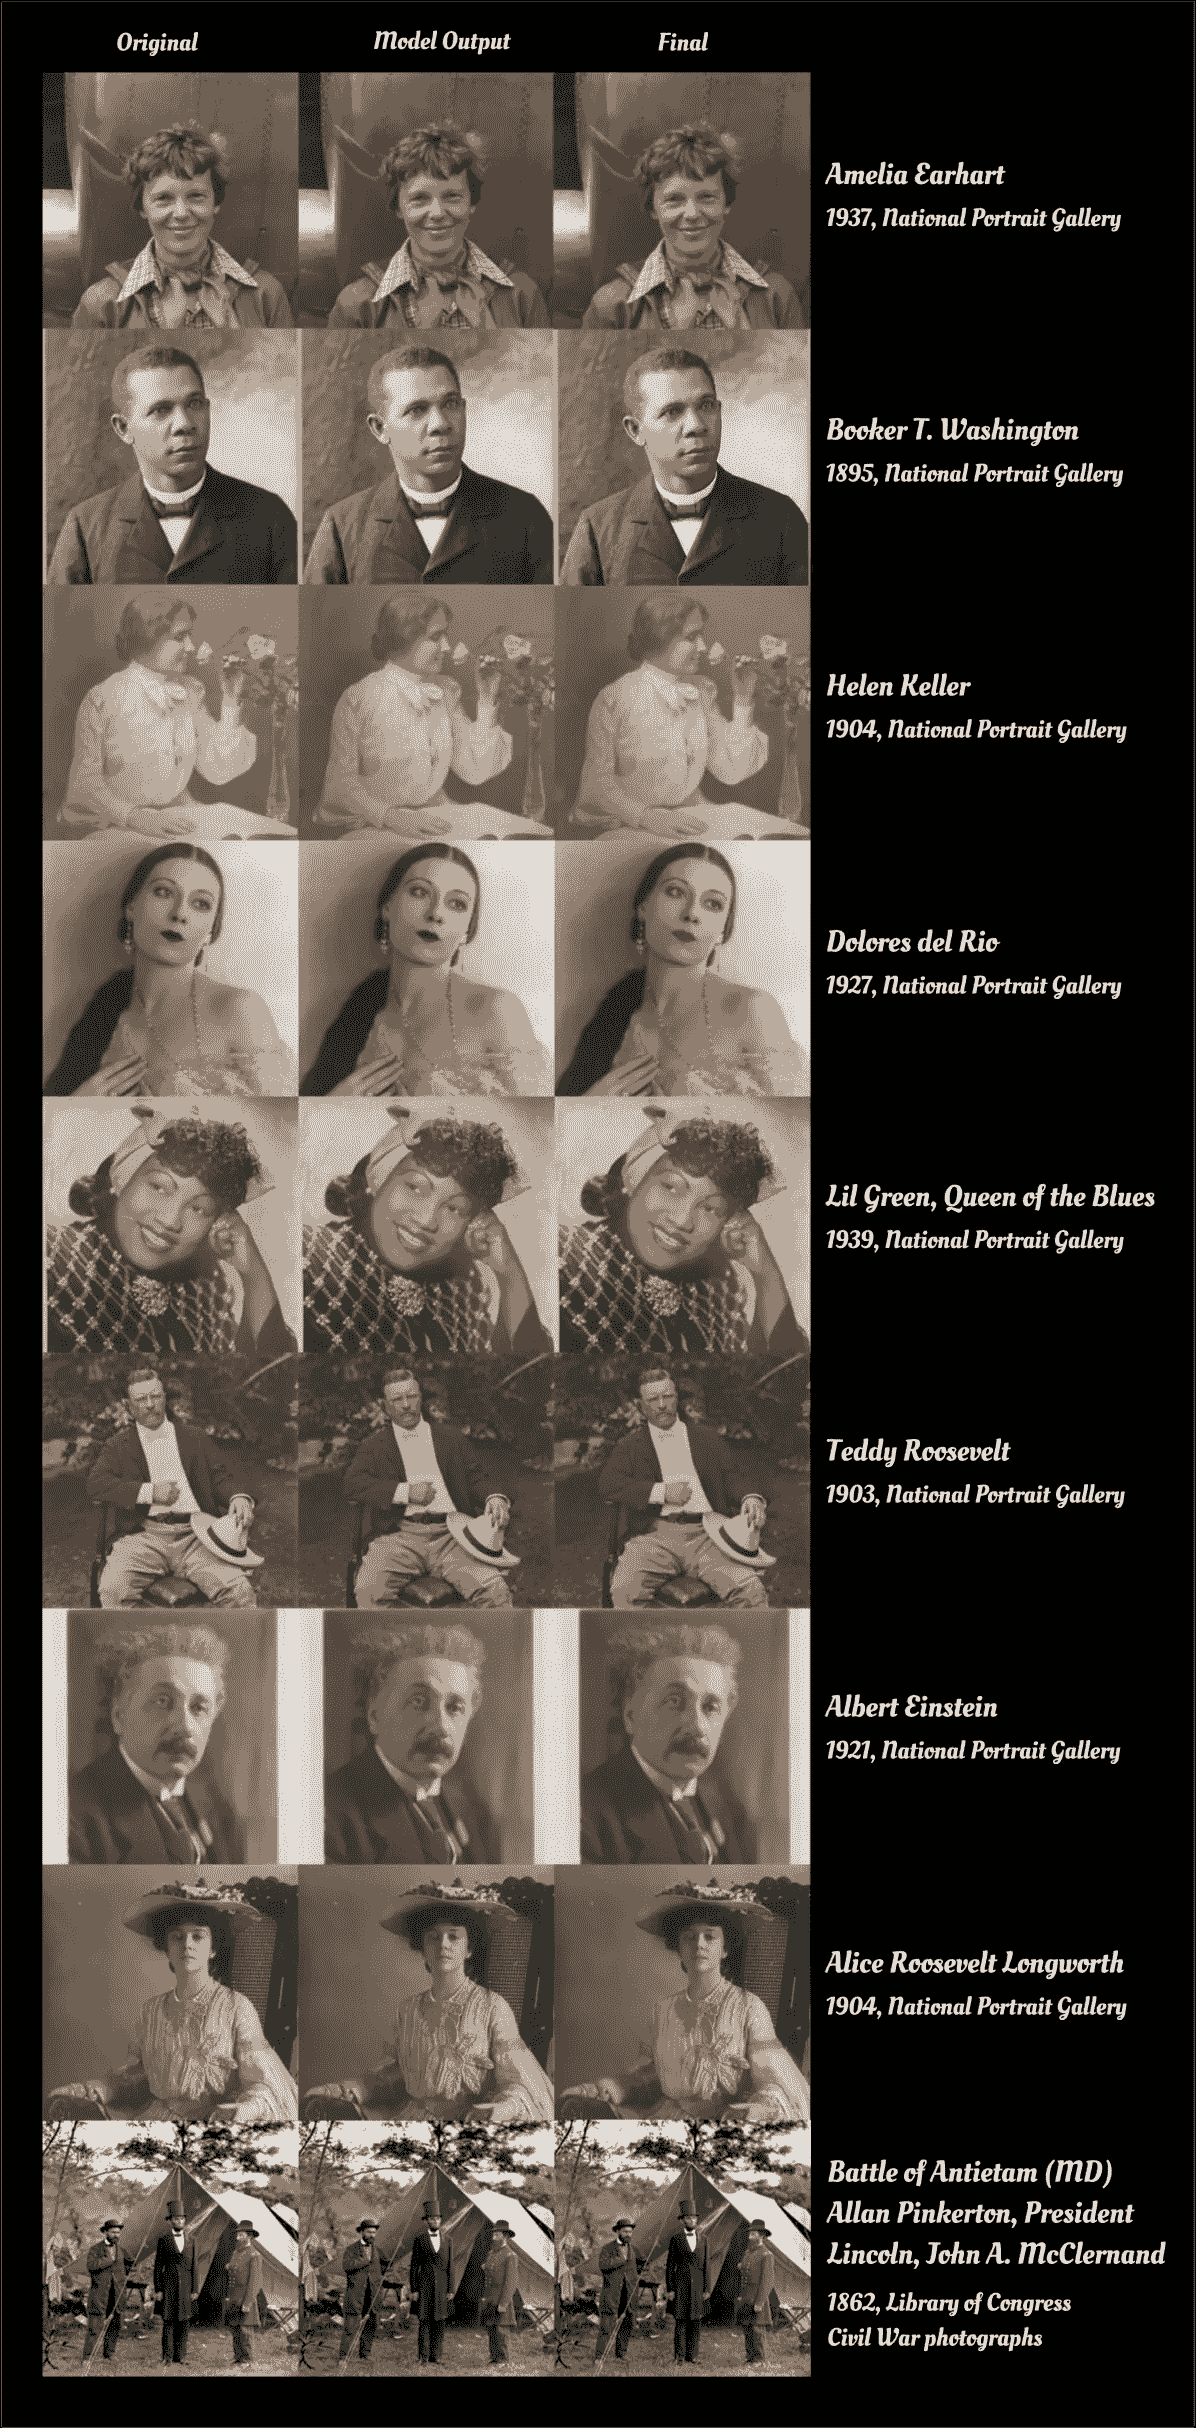 Original Model Output Final
Amelia Earhart
1937, National Portrait Gallery
Booker T. Washington
1895, National Portrait Gallery
Helen Keller
1904, National Portrait Gallery
Dolores del Rio
1927, National Portrait Gallery
Lil Green, Queen of the Blues
1939, National Portrait Gallery
Teddy Roosevelt
1903, National Portrait Gallery
Albert Einstein
1921, National Portrait Gallery
Alice Roosevelt Longworth
1904, National Portrait Gallery
Battle of Antietam (MD)
Allan Pinkerton, President
Lincoln, John A. McClernand
1862, Library of Congress
Civil War photographs